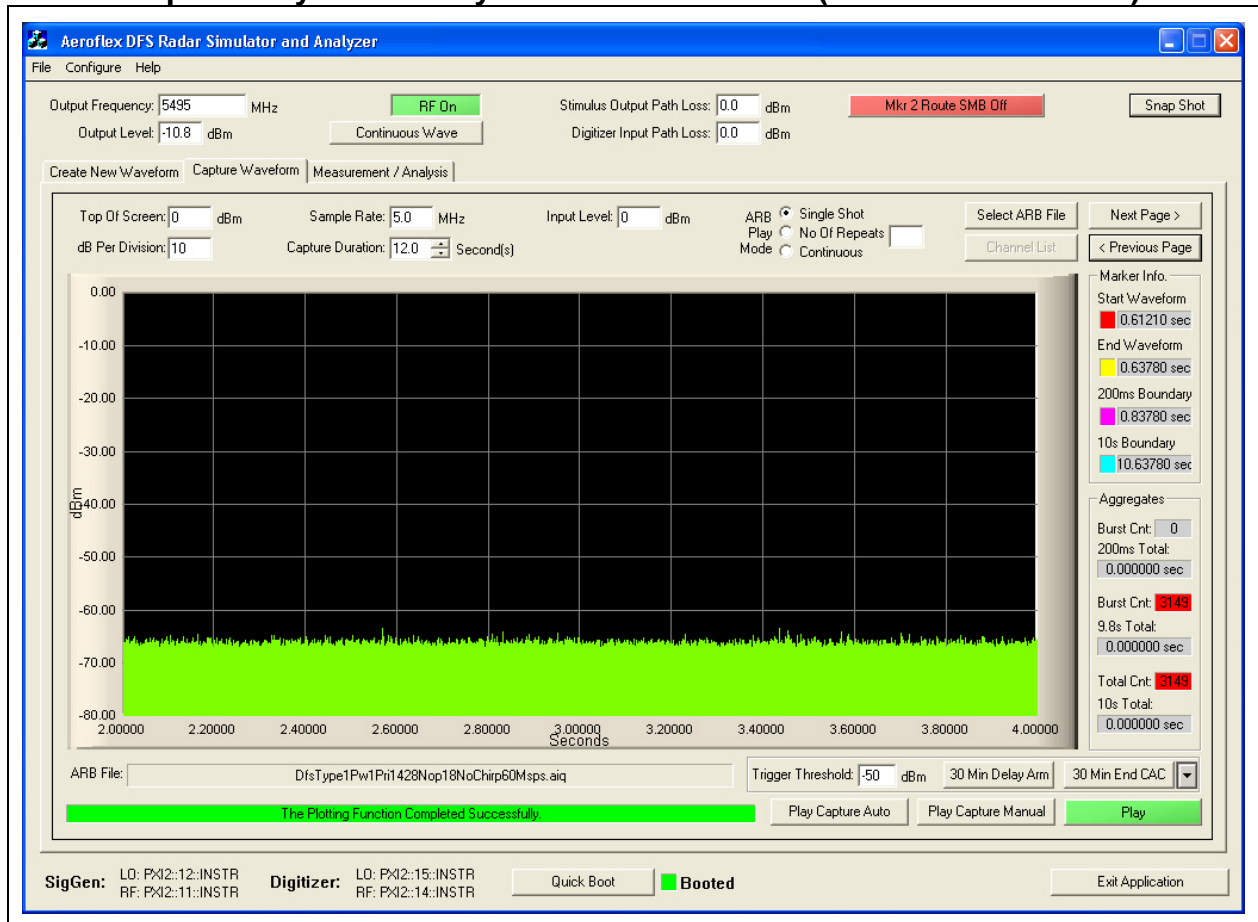 Aeroflex DFS Radar Simulator and Analyzer
File Configure Help
Output Frequency: 5495 MHz
RF On
Stimulus Output Path Loss: 0.0 dBm
Mkr 2 Route SMB Off
Snap Shot
Output Level: -10.8 dBm
Continuous Wave
Digitizer Input Path Loss: 0.0 dBm
Create New Waveform Capture Waveform Measurement / Analysis
Top Of Screen: 0 dBm
Sample Rate: 5.0 MHz
Input Level: 0 dBm
ARB Play Mode
Single Shot
No Of Repeats
Continuous
Select ARB File
Next Page >
dB Per Division: 10
Capture Duration: 12.0 Second(s)
Channel List
< Previous Page
0.00
-10.00
-20.00
-30.00
-40.00
-50.00
-60.00
-70.00
-80.00
dBm
2.00000 2.20000 2.40000 2.60000 2.80000 3.00000 3.20000 3.40000 3.60000 3.80000 4.00000
Seconds
Marker Info.
Start Waveform
0.61210 sec
End Waveform
0.63780 sec
200ms Boundary
0.83780 sec
10s Boundary
10.63780 sec
Aggregates
Burst Cnt: 0
200ms Total:
0.000000 sec
Burst Cnt: 3149
9.8s Total:
0.000000 sec
Total Cnt: 3149
10s Total:
0.000000 sec
ARB File: DfsType1Pw1Pri1428Nop18NoChirp60Msps.aiq
Trigger Threshold: -50 dBm
30 Min Delay Arm
30 Min End CAC
The Plotting Function Completed Successfully.
Play Capture Auto
Play Capture Manual
Play
SigGen: LO: PXI2::12::INSTR
RF: PXI2::11::INSTR
Digitizer: LO: PXI2::15::INSTR
RF: PXI2::14::INSTR
Quick Boot
Booted
Exit Application